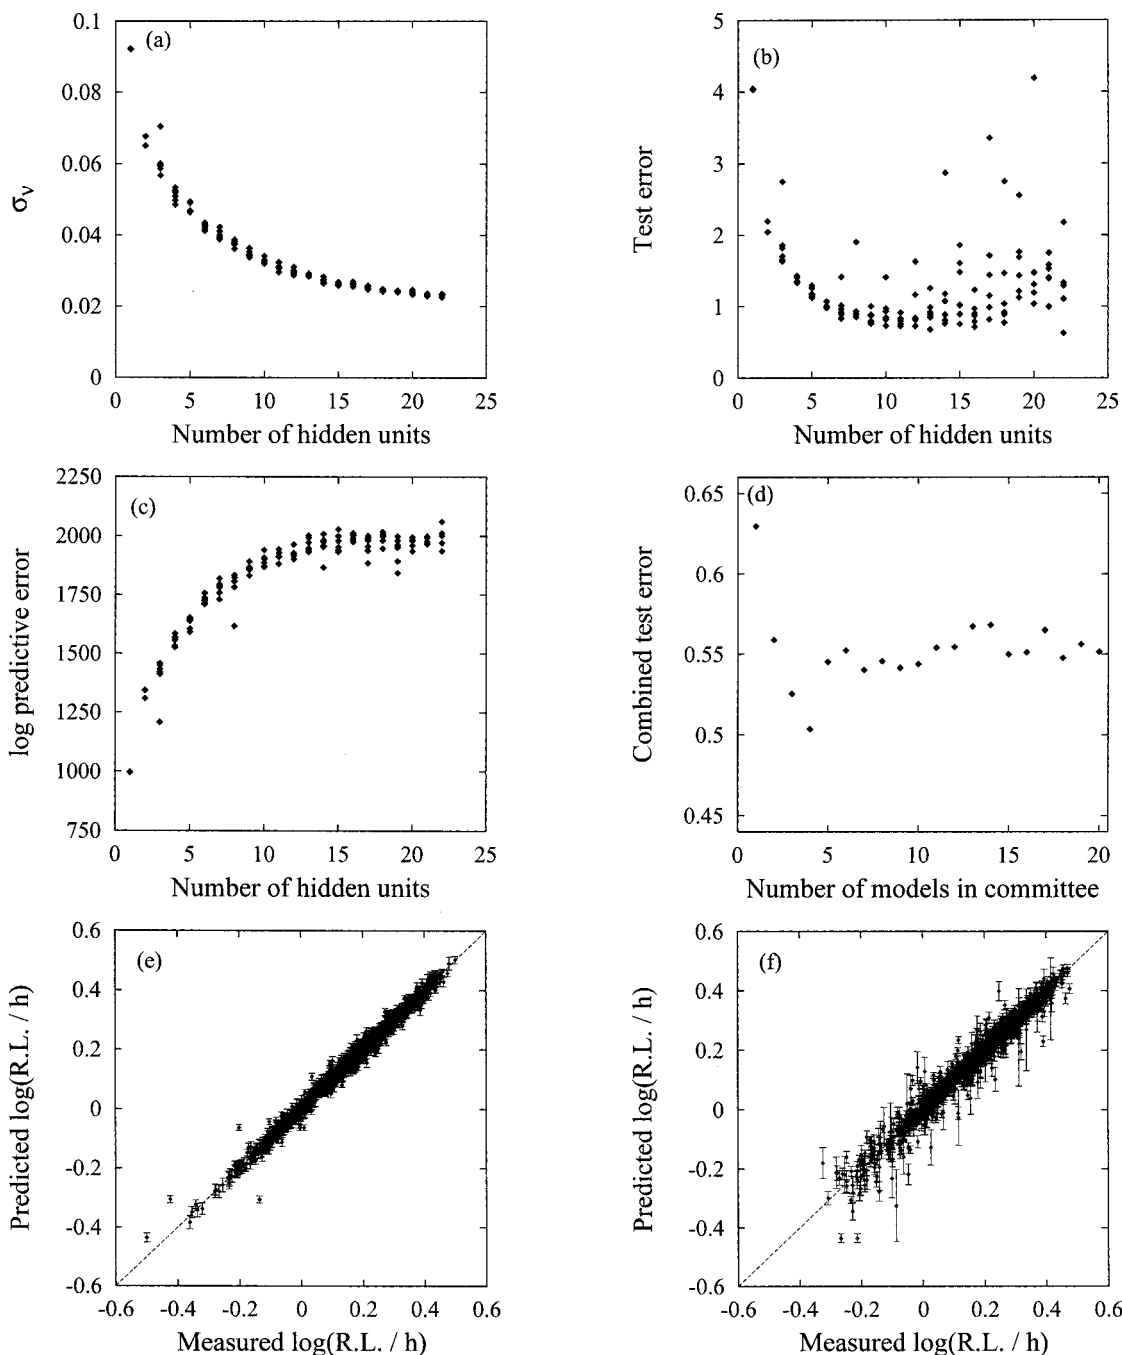 (a)
0.1
0.08
0.06
0.04
0.02
0
σν
0 5 10 15 20 25
Number of hidden units
(b)
5
4
3
2
1
0
Test error
0 5 10 15 20 25
Number of hidden units
(c)
2250
2000
1750
1500
1250
1000
750
log predictive error
0 5 10 15 20 25
Number of hidden units
(d)
0.65
0.6
0.55
0.5
0.45
Combined test error
0 5 10 15 20
Number of models in committee
(e)
0.6
0.4
0.2
0
-0.2
-0.4
-0.6
Predicted log(R.L. / h)
-0.6 -0.4 -0.2 0 0.2 0.4 0.6
Measured log(R.L. / h)
(f)
0.6
0.4
0.2
0
-0.2
-0.4
-0.6
Predicted log(R.L. / h)
-0.6 -0.4 -0.2 0 0.2 0.4 0.6
Measured log(R.L. / h)